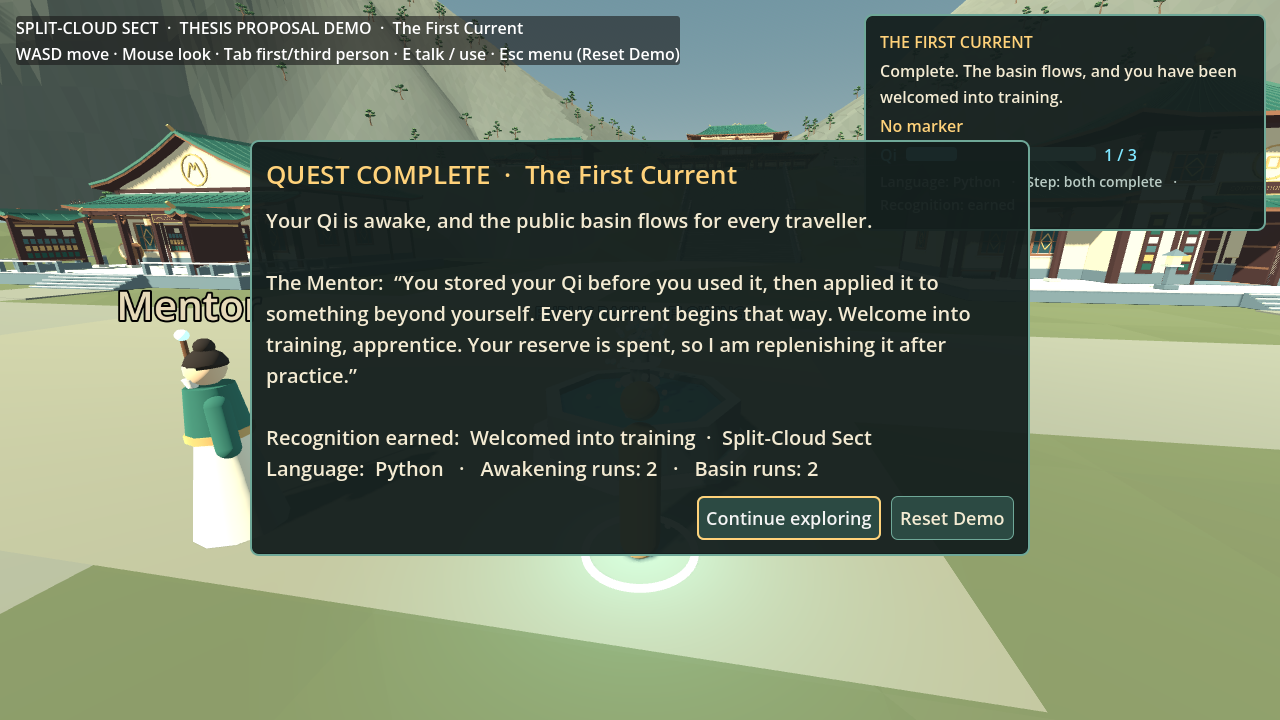 SPLIT-CLOUD SECT · THESIS PROPOSAL DEMO · The First Current
WASD move · Mouse look · Tab first/third person · E talk / use · Esc menu (Reset Demo)
THE FIRST CURRENT
Complete. The basin flows, and you have been
welcomed into training.
No marker
Qi 1 / 3
Language: Python · Step: both complete ·
Recognition: earned
Mentor
QUEST COMPLETE · The First Current
Your Qi is awake, and the public basin flows for every traveller.
The Mentor: “You stored your Qi before you used it, then applied it to
something beyond yourself. Every current begins that way. Welcome into
training, apprentice. Your reserve is spent, so I am replenishing it after
practice.”
Recognition earned: Welcomed into training · Split-Cloud Sect
Language: Python · Awakening runs: 2 · Basin runs: 2
Continue exploring
Reset Demo